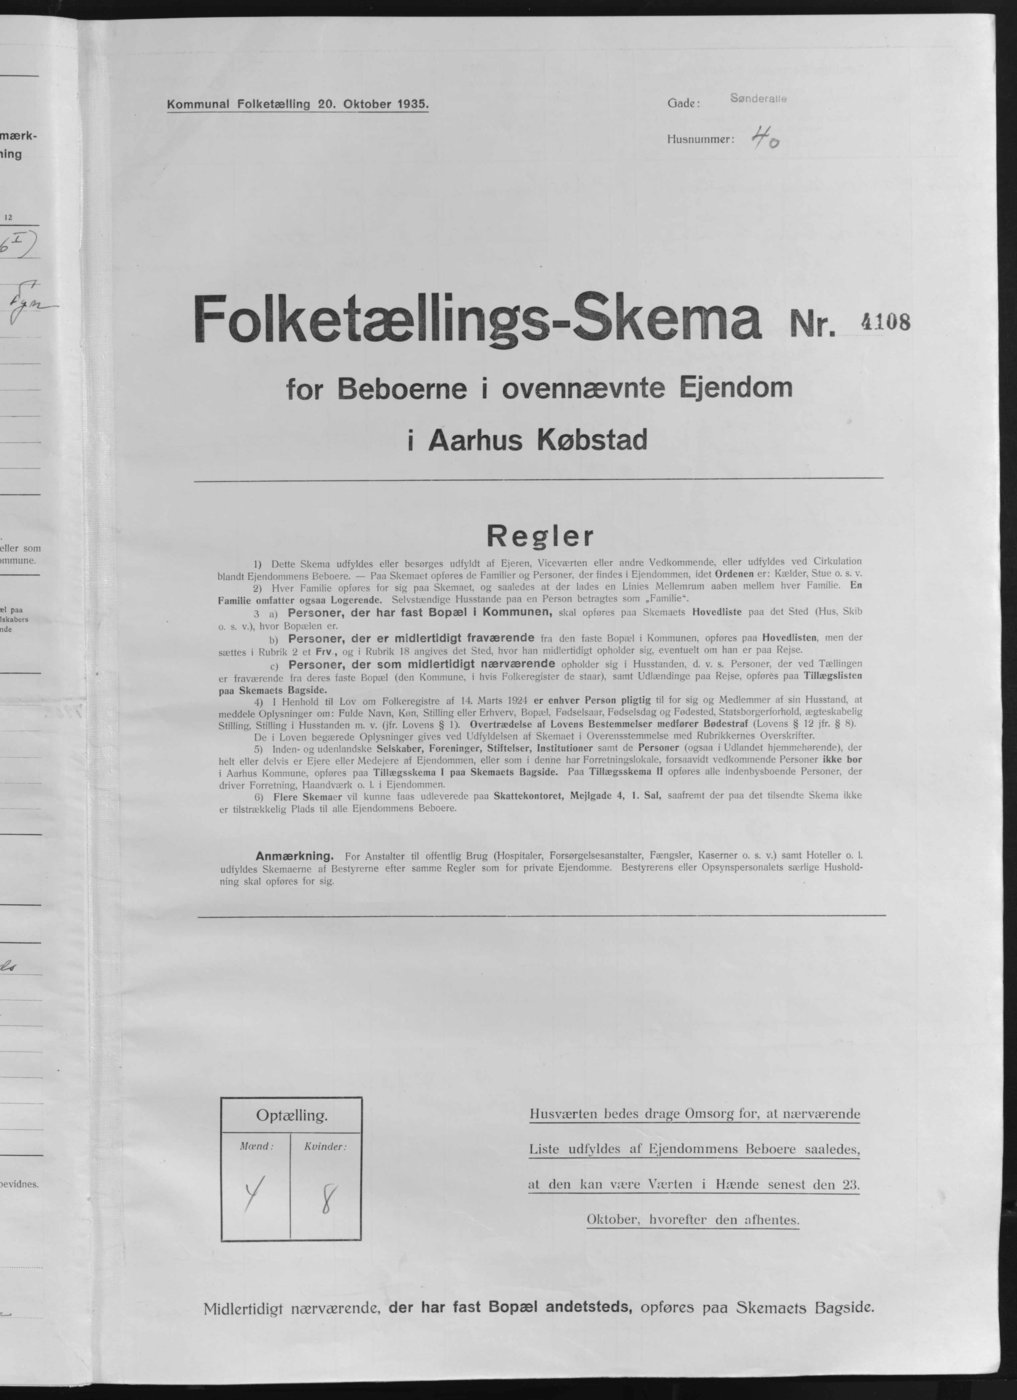 mærk-
ning
12
6 I)
Kommunal Folketælling 20. Oktober 1935.
Gade: Sønderalle
Husnummer: 40
Folketællings-Skema Nr. 4108
for Beboerne i ovennævnte Ejendom
i Aarhus Købstad
Regler
1) Dette Skema udfyldes eller besørges udfyldt af Ejeren, Viceværten eller andre Vedkommende, eller udfyldes ved Cirkulation
blandt Ejendommens Beboere. — Paa Skemaet opføres de Familier og Personer, der findes i Ejendommen, idet Ordenen er: Kælder, Stue o. s. v.
2) Hver Familie opføres for sig paa Skemaet, og saaledes at der lades en Linies Mellemrum aaben mellem hver Familie. En
Familie omfatter ogsaa Logerende. Selvstændige Husstande paa en Person betragtes som „Familie“.
3 a) Personer, der har fast Bopæl i Kommunen, skal opføres paa Skemaets Hovedliste paa det Sted (Hus, Skib
o. s. v.), hvor Bopælen er.
b) Personer, der er midlertidigt fraværende fra den faste Bopæl i Kommunen, opføres paa Hovedlisten, men der
sættes i Rubrik 2 et Frv., og i Rubrik 18 angives det Sted, hvor han midlertidigt opholder sig, eventuelt om han er paa Rejse.
c) Personer, der som midlertidigt nærværende opholder sig i Husstanden, d. v. s. Personer, der ved Tællingen
er fraværende fra deres faste Bopæl (den Kommune, i hvis Folkeregister de staar), samt Udlændinge paa Rejse, opføres paa Tillægslisten
paa Skemaets Bagside.
4) I Henhold til Lov om Folkeregistre af 14. Marts 1924 er enhver Person pligtig til for sig og Medlemmer af sin Husstand, at
meddele Oplysninger om: Fulde Navn, Køn, Stilling eller Erhverv, Bopæl, Fødselsaar, Fødselsdag og Fødested, Statsborgerforhold, ægteskabelig
Stilling, Stilling i Husstanden m. v. (jfr. Lovens § 1). Overtrædelse af Lovens Bestemmelser medfører Bødestraf (Lovens § 12 jfr. § 8).
De i Loven begærede Oplysninger gives ved Udfyldelsen af Skemaet i Overensstemmelse med Rubrikkernes Overskrifter.
5) Inden- og udenlandske Selskaber, Foreninger, Stiftelser, Institutioner samt de Personer (ogsaa i Udlandet hjemmehørende), der
helt eller delvis er Ejere eller Medejere af Ejendommen, eller som i denne har Forretningslokale, forsaavidt vedkommende Personer ikke bor
i Aarhus Kommune, opføres paa Tillægsskema I paa Skemaets Bagside. Paa Tillægsskema II opføres alle indenbysboende Personer, der
driver Forretning, Haandværk o. l. i Ejendommen.
6) Flere Skemaer vil kunne faas udleverede paa Skattekontoret, Mejlgade 4, 1. Sal, saafremt der paa det tilsendte Skema ikke
er tilstrækkelig Plads til alle Ejendommens Beboere.
eller som
ommune.
el paa
lskabers
nde
Anmærkning. For Anstalter til offentlig Brug (Hospitaler, Forsørgelsesanstalter, Fængsler, Kaserner o. s. v.) samt Hoteller o. l.
udfyldes Skemaerne af Bestyrerne efter samme Regler som for private Ejendomme. Bestyrerens eller Opsynspersonalets særlige Hushold-
ning skal opføres for sig.
Optælling.
Mænd: Kvinder:
4 8
Husværten bedes drage Omsorg for, at nærværende
Liste udfyldes af Ejendommens Beboere saaledes,
at den kan være Værten i Hænde senest den 23.
Oktober, hvorefter den afhentes.
bevidnes.
Midlertidigt nærværende, der har fast Bopæl andetsteds, opføres paa Skemaets Bagside.